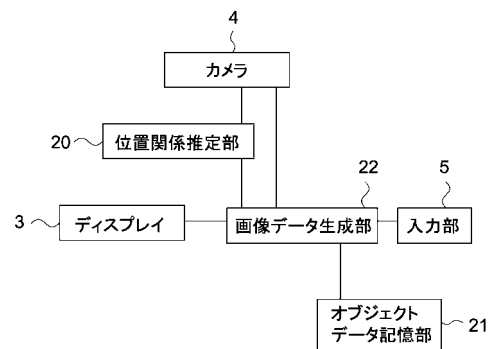 4
カメラ
20
位置関係推定部
22
5
3
ディスプレイ
画像データ生成部
入力部
オブジェクト
データ記憶部
21